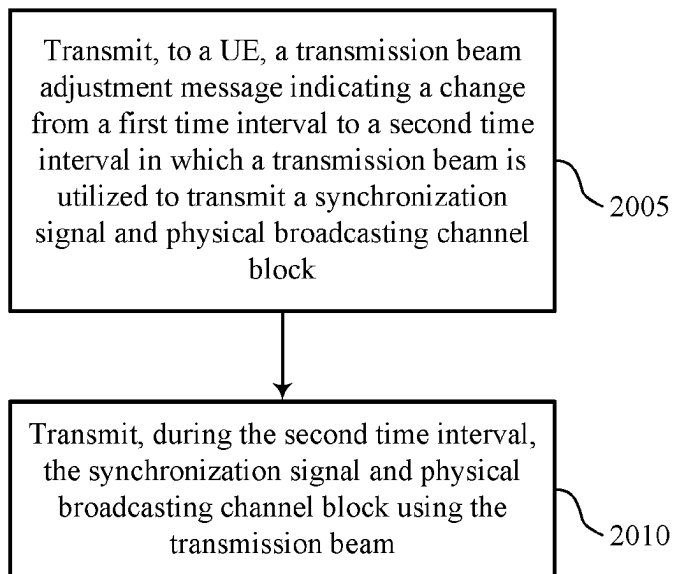 Transmit, to a UE, a transmission beam
adjustment message indicating a change
from a first time interval to a second time
interval in which a transmission beam is
utilized to transmit a synchronization
signal and physical broadcasting channel
block
2005
Transmit, during the second time interval,
the synchronization signal and physical
broadcasting channel block using the
transmission beam
2010